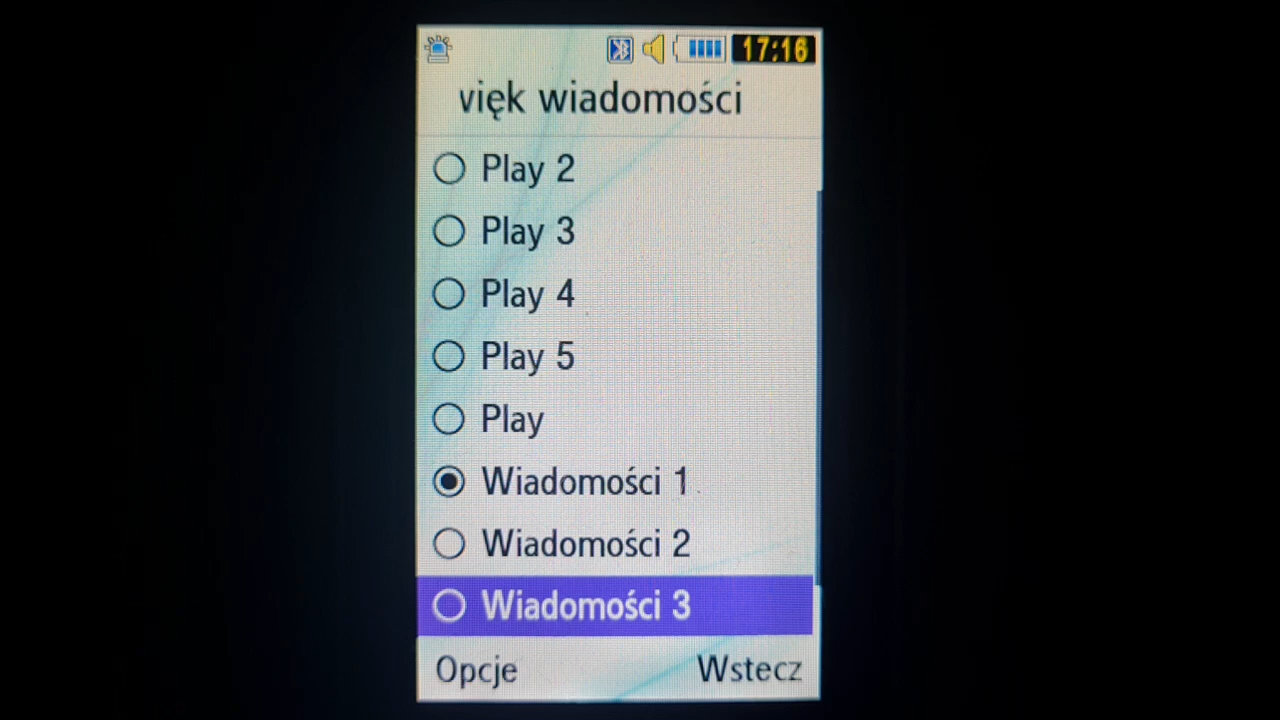 17:16
więk wiadomości
Play 2
Play 3
Play 4
Play 5
Play
Wiadomości 1
Wiadomości 2
Wiadomości 3
Opcje
Wstecz